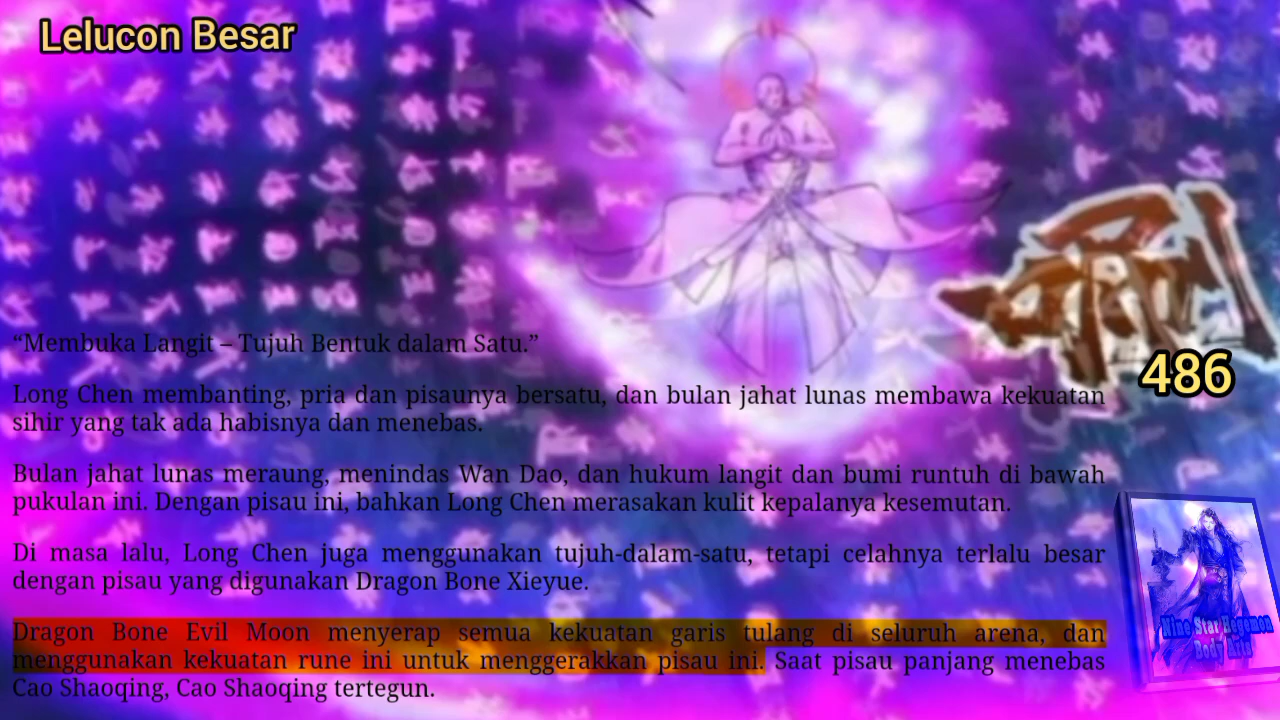 Lelucon Besar
“Membuka Langit – Tujuh Bentuk dalam Satu.”
Long Chen membanting, pria dan pisaunya bersatu, dan bulan jahat lunas membawa kekuatan
sihir yang tak ada habisnya dan menebas.
486
Bulan jahat lunas meraung, menindas Wan Dao, dan hukum langit dan bumi runtuh di bawah
pukulan ini. Dengan pisau ini, bahkan Long Chen merasakan kulit kepalanya kesemutan.
Di masa lalu, Long Chen juga menggunakan tujuh-dalam-satu, tetapi celahnya terlalu besar
dengan pisau yang digunakan Dragon Bone Xieyue.
Dragon Bone Evil Moon menyerap semua kekuatan garis tulang di seluruh arena, dan
menggunakan kekuatan rune ini untuk menggerakkan pisau ini. Saat pisau panjang menebas
Cao Shaoqing, Cao Shaoqing tertegun.
Nine Star Hegemon
Body Arts